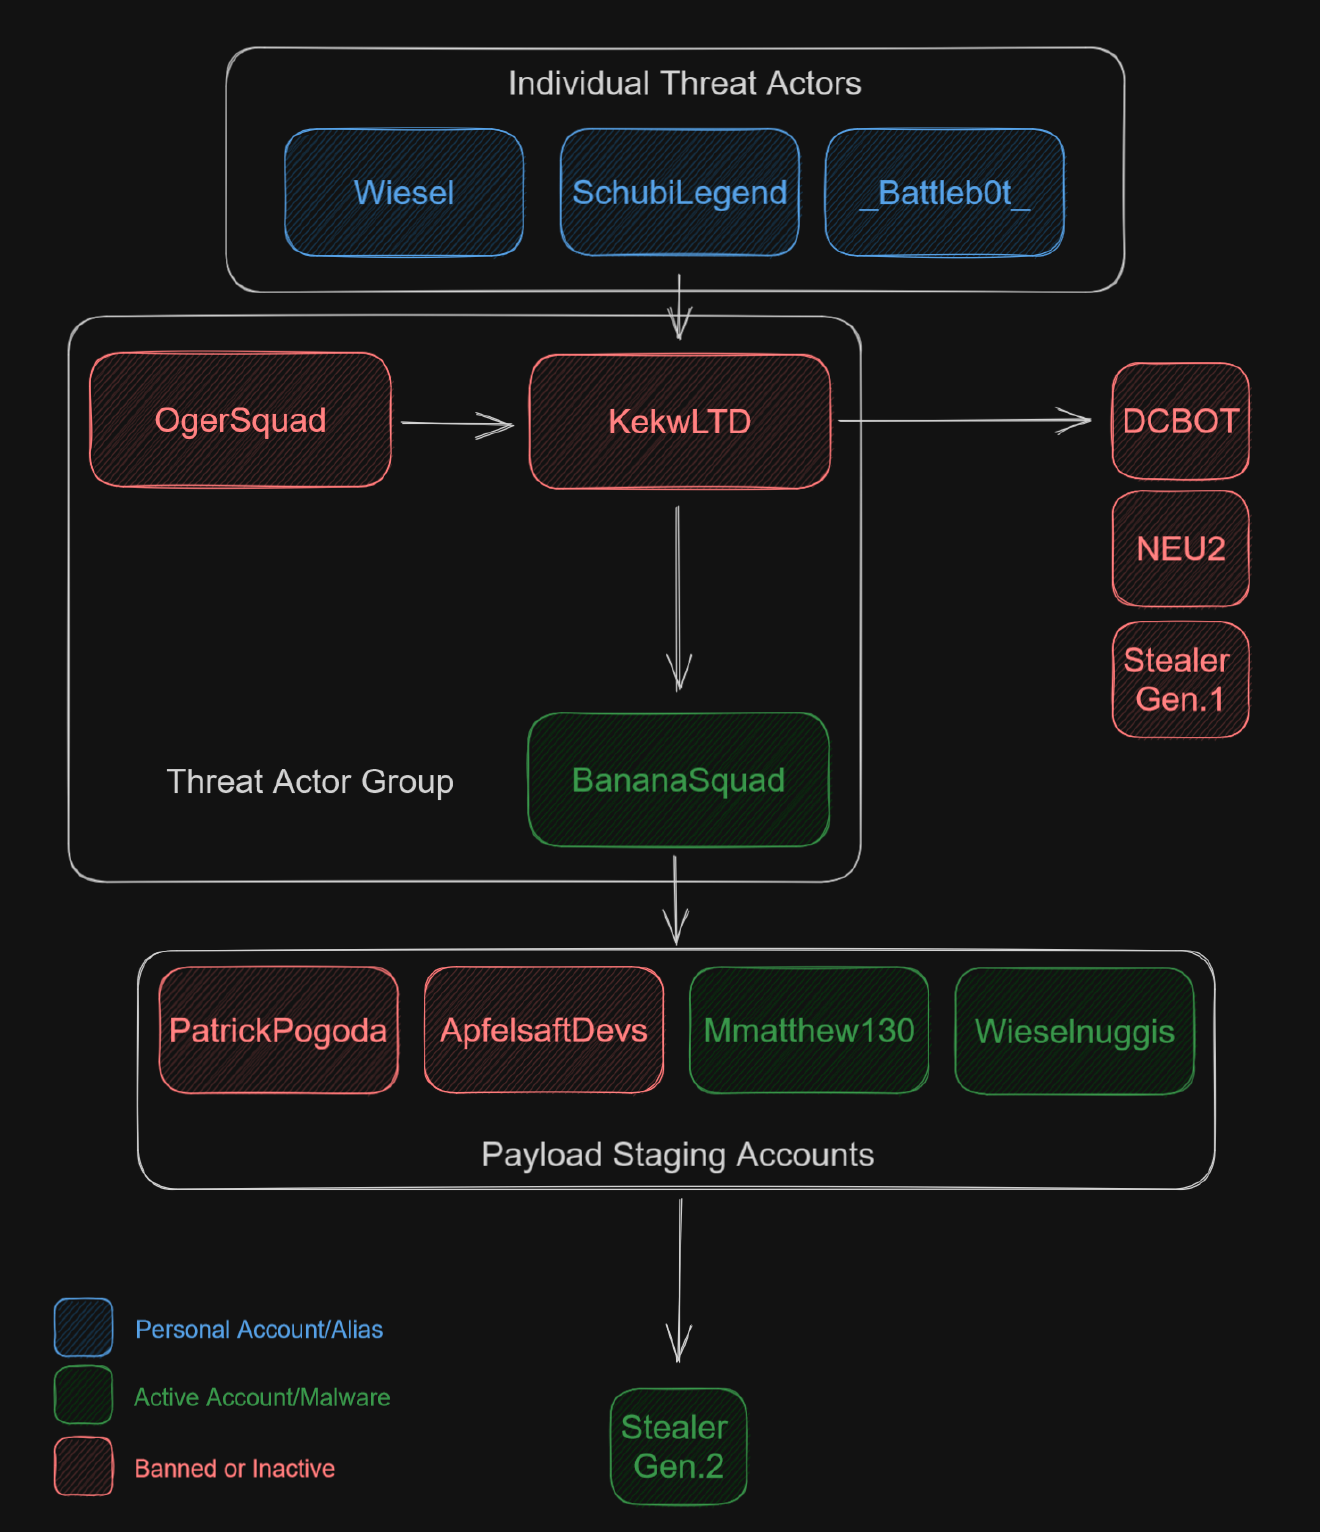 Individual Threat Actors
Wiesel
SchubiLegend
_Battleb0t_
OgerSquad
KekwLTD
DCBOT
NEU2
Stealer
Gen.1
Threat Actor Group
BananaSquad
PatrickPogoda
ApfelsaftDevs
Mmatthew130
Wieselnuggis
Payload Staging Accounts
Personal Account/Alias
Active Account/Malware
Banned or Inactive
Stealer
Gen.2